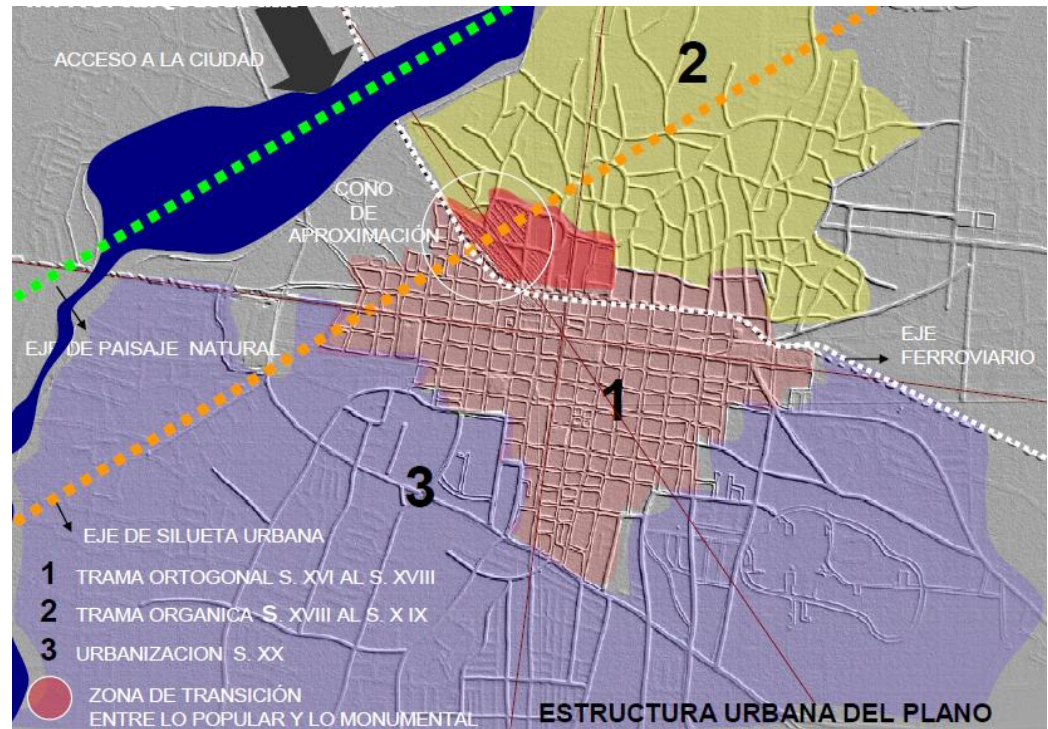 ACCESO A LA CIUDAD
2
CONO
DE
APROXIMACIÓN
EJE DE PAISAJE NATURAL
EJE
FERROVIARIO
1
3
EJE DE SILUETA URBANA
1 TRAMA ORTOGONAL S. XVI AL S. XVIII
2 TRAMA ORGANICA S. XVIII AL S. X IX
3 URBANIZACION S. XX
ZONA DE TRANSICIÓN
ENTRE LO POPULAR Y LO MONUMENTAL
ESTRUCTURA URBANA DEL PLANO